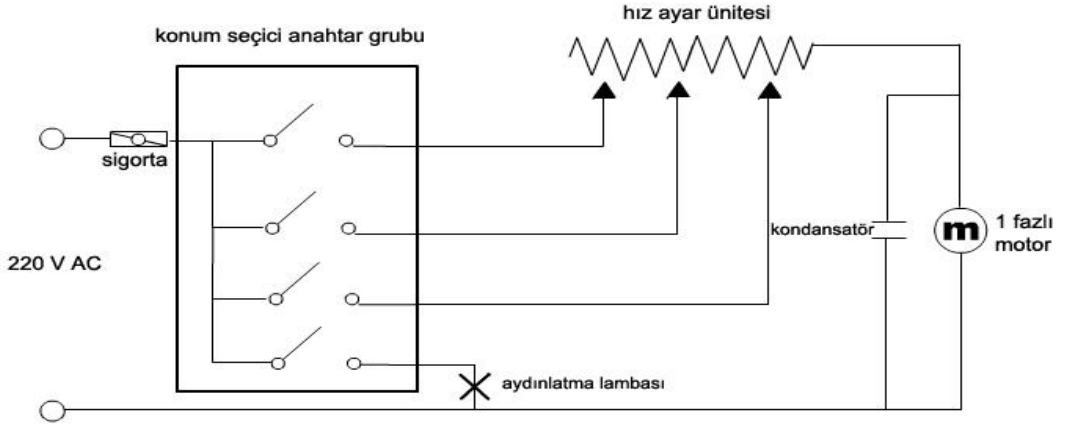 hız ayar ünitesi
konum seçici anahtar grubu
sigorta
220 V AC
kondansatör
m
1 fazlı
motor
aydınlatma lambası